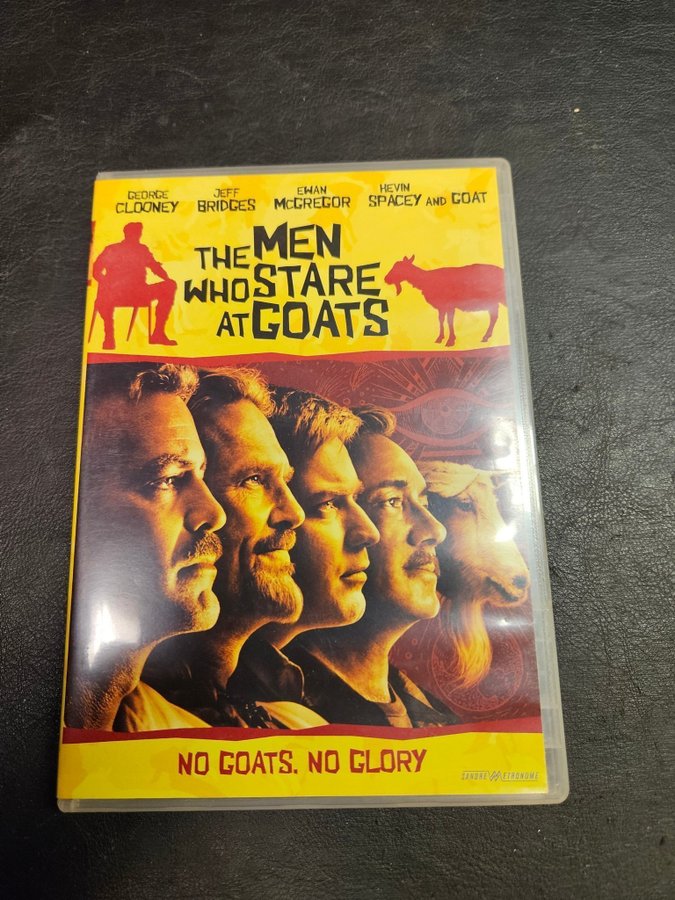 GEORGE CLOONEY JEFF BRIDGES EWAN McGREGOR KEVIN SPACEY AND GOAT
THE MEN
WHO STARE
AT GOATS
NO GOATS. NO GLORY
SANDREW METRONOME